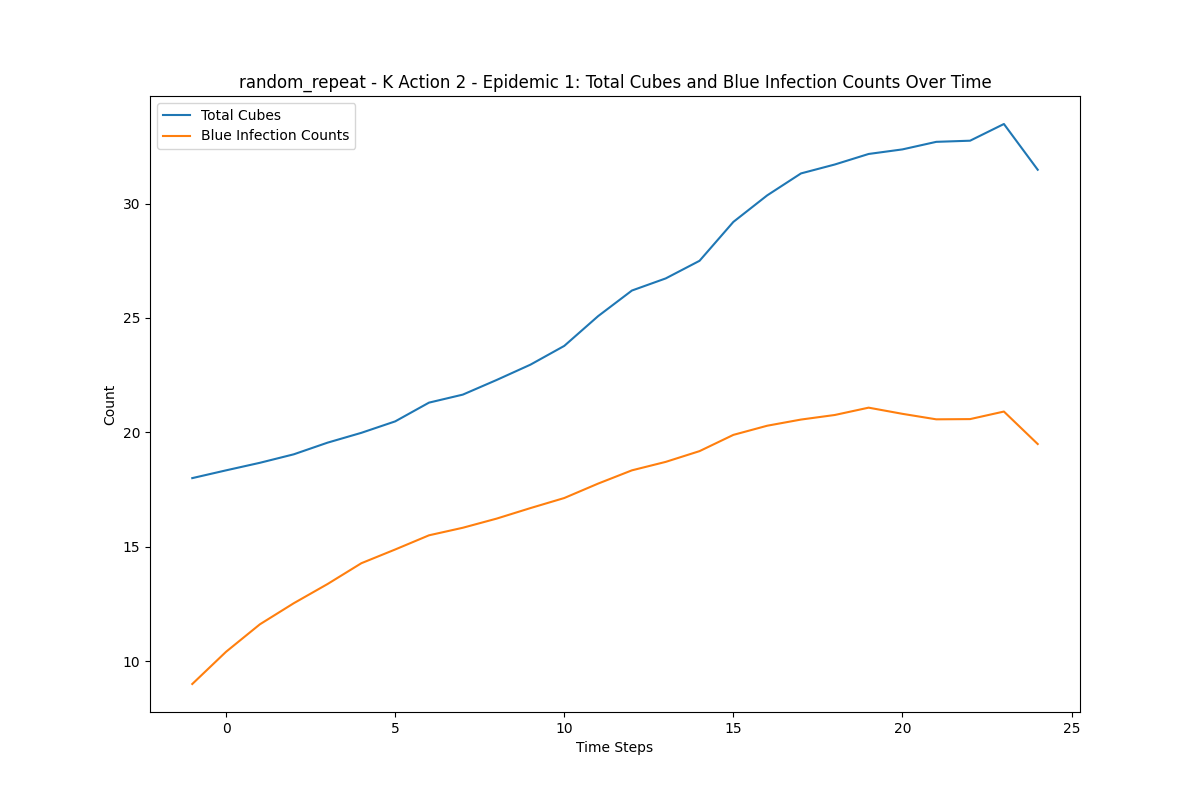 random_repeat - K Action 2 - Epidemic 1: Total Cubes and Blue Infection Counts Over Time
Total Cubes
Blue Infection Counts
30
25
20
15
10
Count
0 5 10 15 20 25
Time Steps